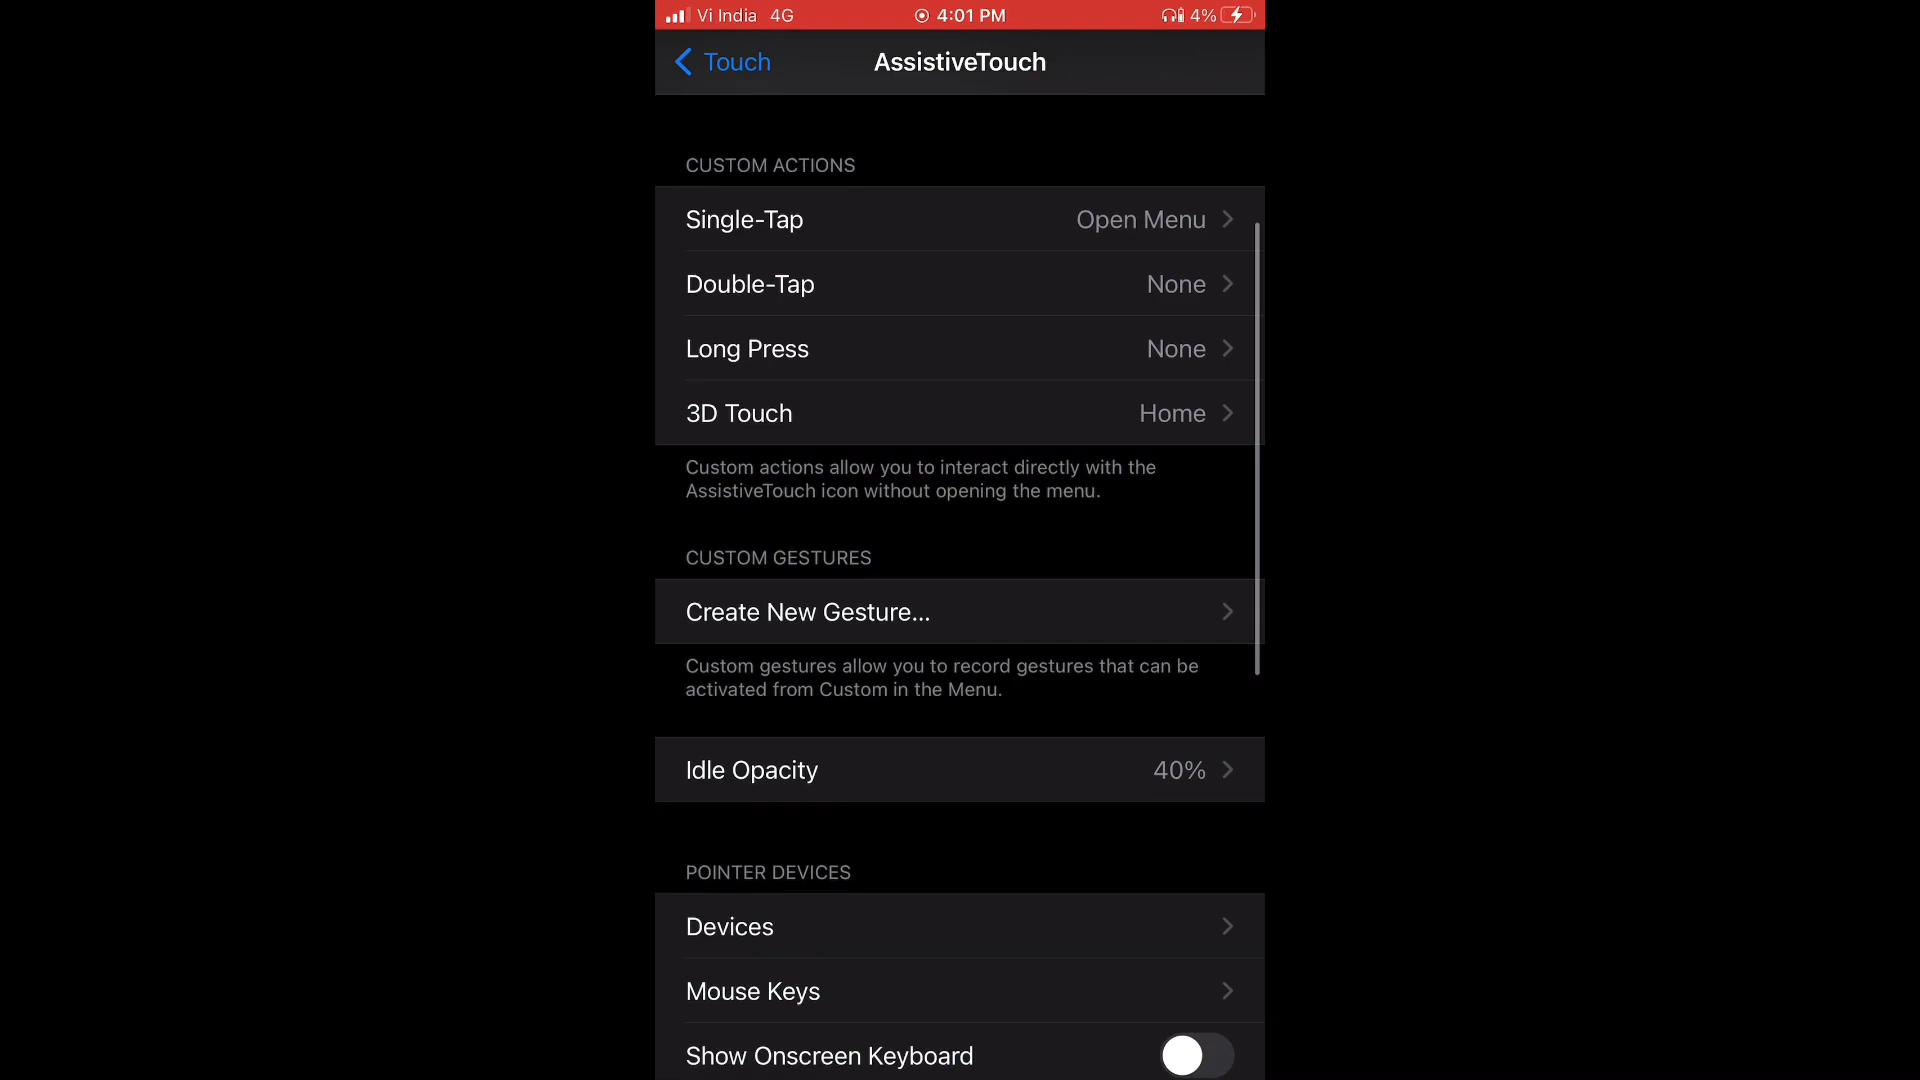 Vi India 4G 4:01 PM 4%
Touch AssistiveTouch
CUSTOM ACTIONS
Single-Tap Open Menu
Double-Tap None
Long Press None
3D Touch Home
Custom actions allow you to interact directly with the
AssistiveTouch icon without opening the menu.
CUSTOM GESTURES
Create New Gesture...
Custom gestures allow you to record gestures that can be
activated from Custom in the Menu.
Idle Opacity 40%
POINTER DEVICES
Devices
Mouse Keys
Show Onscreen Keyboard